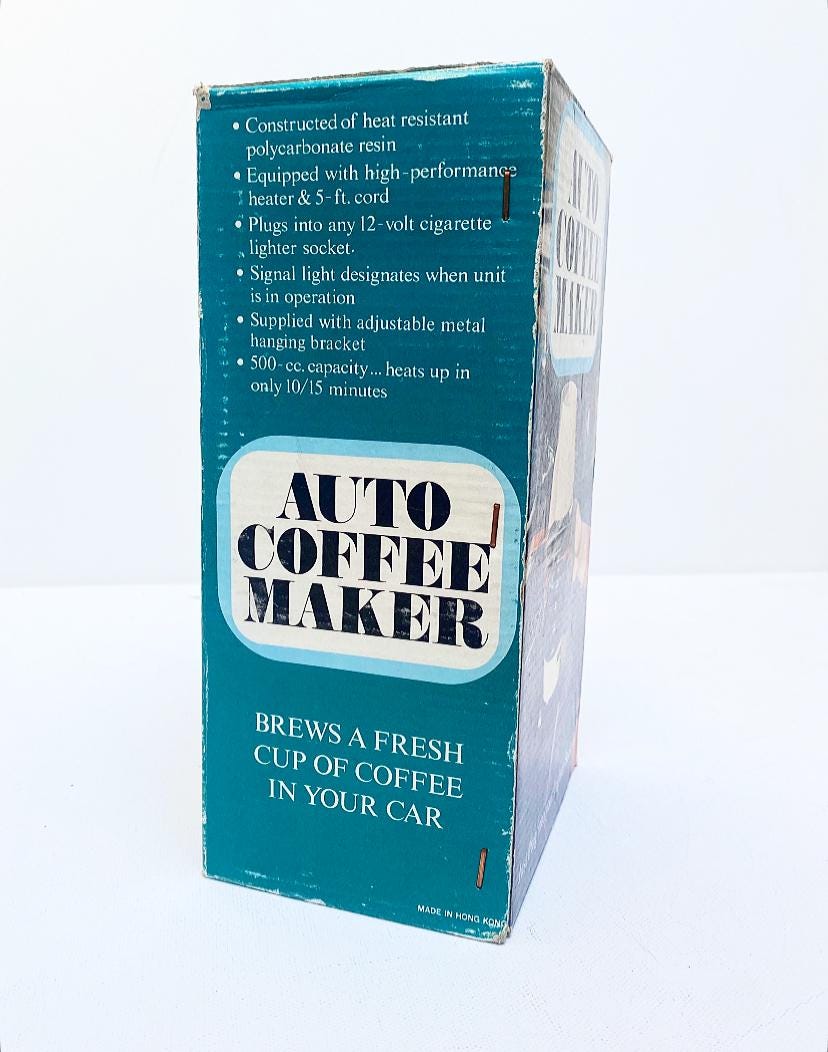 • Constructed of heat resistant
polycarbonate resin
• Equipped with high-performance
heater & 5-ft. cord
• Plugs into any 12-volt cigarette
lighter socket.
• Signal light designates when unit
is in operation
• Supplied with adjustable metal
hanging bracket
• 500-cc. capacity... heats up in
only 10/15 minutes
AUTO
COFFEE
MAKER
BREWS A FRESH
CUP OF COFFEE
IN YOUR CAR
MADE IN HONG KONG
AUTO
COFFEE
MAKER